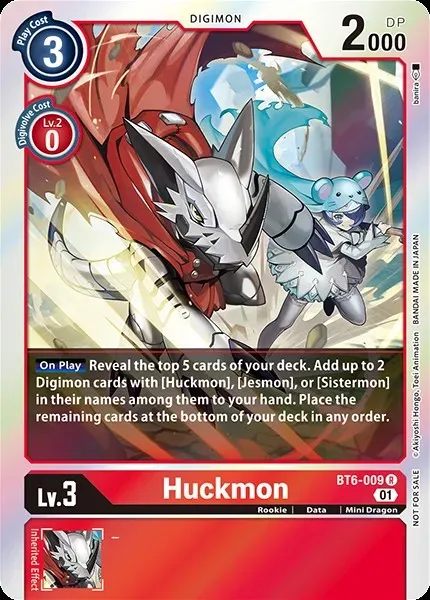 Play Cost
3
DIGIMON
DP
2000
Digivolve Cost
Lv.2
0
banira
On Play Reveal the top 5 cards of your deck. Add up to 2
Digimon cards with [Huckmon], [Jesmon], or [Sistermon]
in their names among them to your hand. Place the
remaining cards at the bottom of your deck in any order.
©Akiyoshi Hongo, Toei Animation BANDAI MADE IN JAPAN
NOT FOR SALE
Lv.3
Huckmon
BT6-009 R
01
Rookie | Data | Mini Dragon
Inherited Effect
-